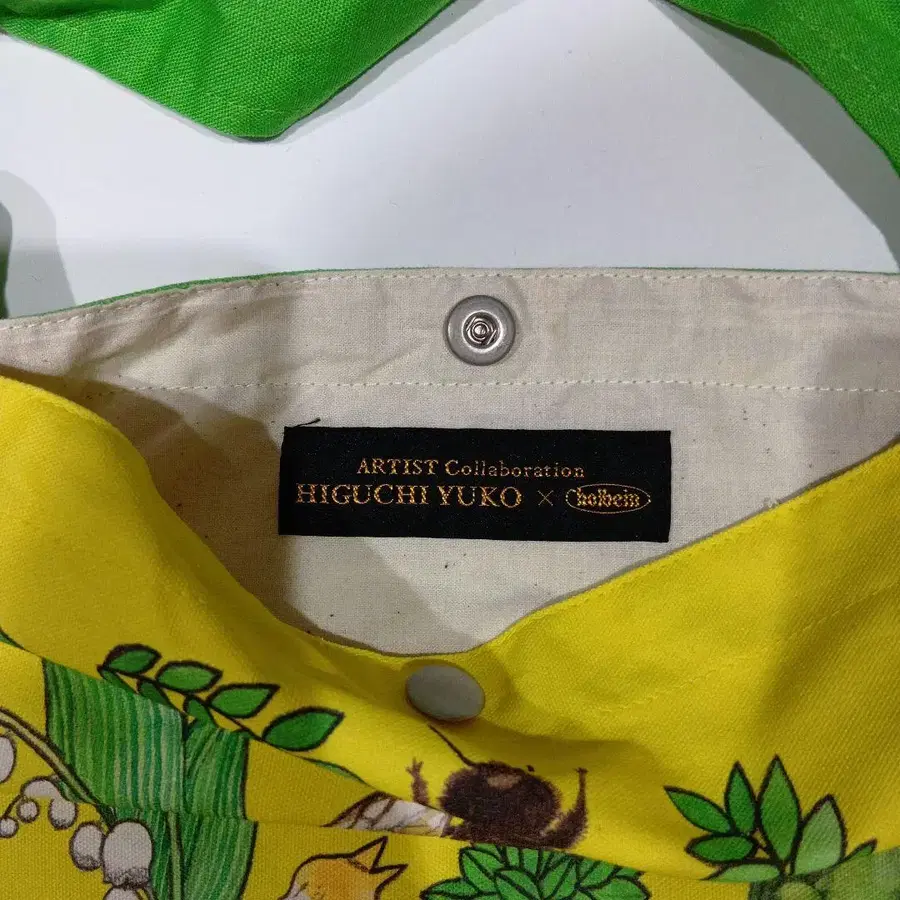 ARTIST Collaboration
HIGUCHI YUKO × holbein